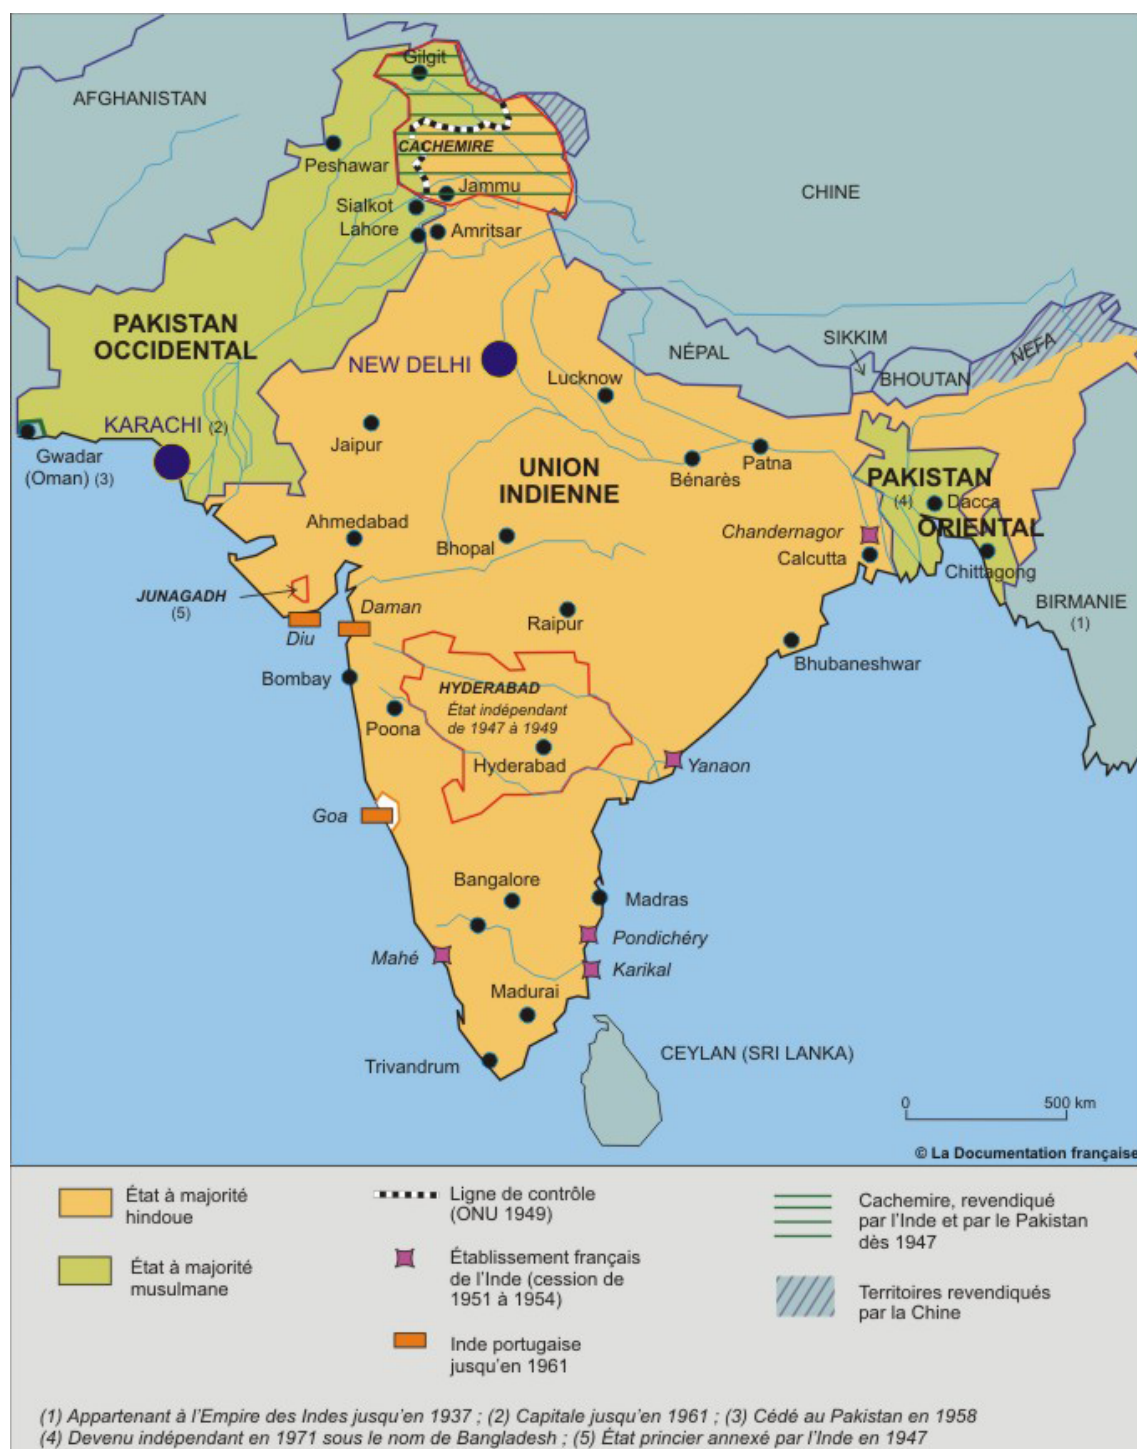 Gilgit
AFGHANISTAN
CACHEMIRE
Peshawar
CHINE
Jammu
Sialkot
Lahore
Amritsar
PAKISTAN
OCCIDENTAL
SIKKIM
NEFA
NÉPAL
NEW DELHI
BHOUTAN
Lucknow
KARACHI (2)
Jaipur
Gwadar
(Oman) (3)
UNION
INDIENNE
Patna
Bénarès
PAKISTAN
(4)
Dacca
ORIENTAL
Ahmedabad
Bhopal
Chandernagor
Calcutta
Chittagong
JUNAGADH
(5)
Daman
Diu
Raipur
BIRMANIE
(1)
Bhubaneshwar
Bombay
HYDERABAD
État indépendant
de 1947 à 1949
Poona
Hyderabad
Yanaon
Goa
Bangalore
Madras
Pondichéry
Mahé
Karikal
Madurai
CEYLAN (SRI LANKA)
Trivandrum
0 500 km
© La Documentation française
État à majorité
hindoue
État à majorité
musulmane
Ligne de contrôle
(ONU 1949)
Établissement français
de l'Inde (cession de
1951 à 1954)
Inde portugaise
jusqu'en 1961
Cachemire, revendiqué
par l'Inde et par le Pakistan
dès 1947
Territoires revendiqués
par la Chine
(1) Appartenant à l'Empire des Indes jusqu'en 1937 ; (2) Capitale jusqu'en 1961 ; (3) Cédé au Pakistan en 1958
(4) Devenu indépendant en 1971 sous le nom de Bangladesh ; (5) État princier annexé par l'Inde en 1947